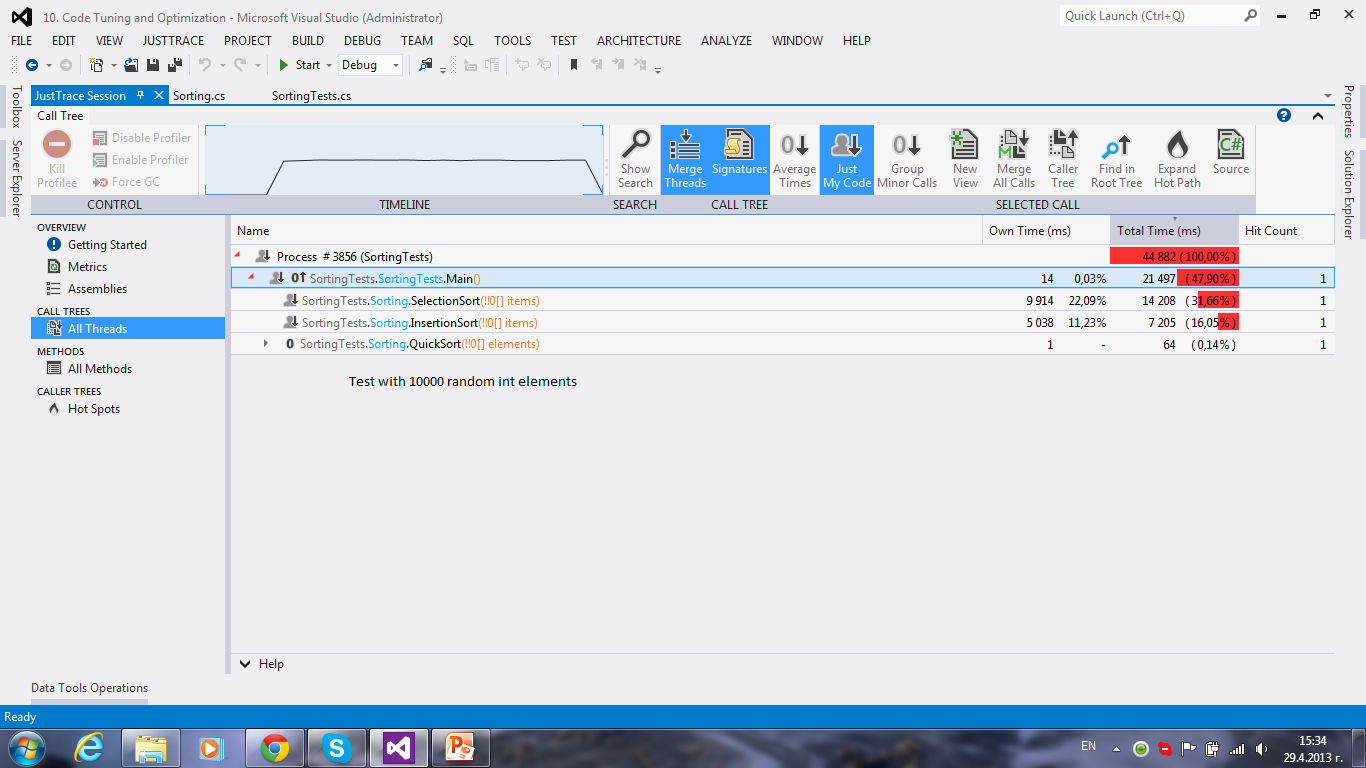 10. Code Tuning and Optimization - Microsoft Visual Studio (Administrator)
Quick Launch (Ctrl+Q)
FILE EDIT VIEW JUSTTRACE PROJECT BUILD DEBUG TEAM SQL TOOLS TEST ARCHITECTURE ANALYZE WINDOW HELP
Start Debug
Toolbox
Server Explorer
Properties
Solution Explorer
JustTrace Session Sorting.cs SortingTests.cs
Call Tree
Kill Profilee
Disable Profiler
Enable Profiler
Force GC
Show Search
Merge Threads
Signatures
Average Times
Just My Code
Group Minor Calls
New View
Merge All Calls
Caller Tree
Find in Root Tree
Expand Hot Path
Source
CONTROL TIMELINE SEARCH CALL TREE SELECTED CALL
OVERVIEW
Getting Started
Metrics
Assemblies
CALL TREES
All Threads
METHODS
All Methods
CALLER TREES
Hot Spots
Name Own Time (ms) Total Time (ms) Hit Count
Process # 3856 (SortingTests) 44 882 (100,00% )
SortingTests.SortingTests.Main() 14 0,03% 21 497 ( 47,90% ) 1
SortingTests.Sorting.SelectionSort(!!0[] items) 9 914 22,09% 14 208 ( 31,66% ) 1
SortingTests.Sorting.InsertionSort(!!0[] items) 5 038 11,23% 7 205 ( 16,05% ) 1
SortingTests.Sorting.QuickSort(!!0[] elements) 1 - 64 ( 0,14% ) 1
Test with 10000 random int elements
Help
Data Tools Operations
Ready
EN 15:34
29.4.2013 г.